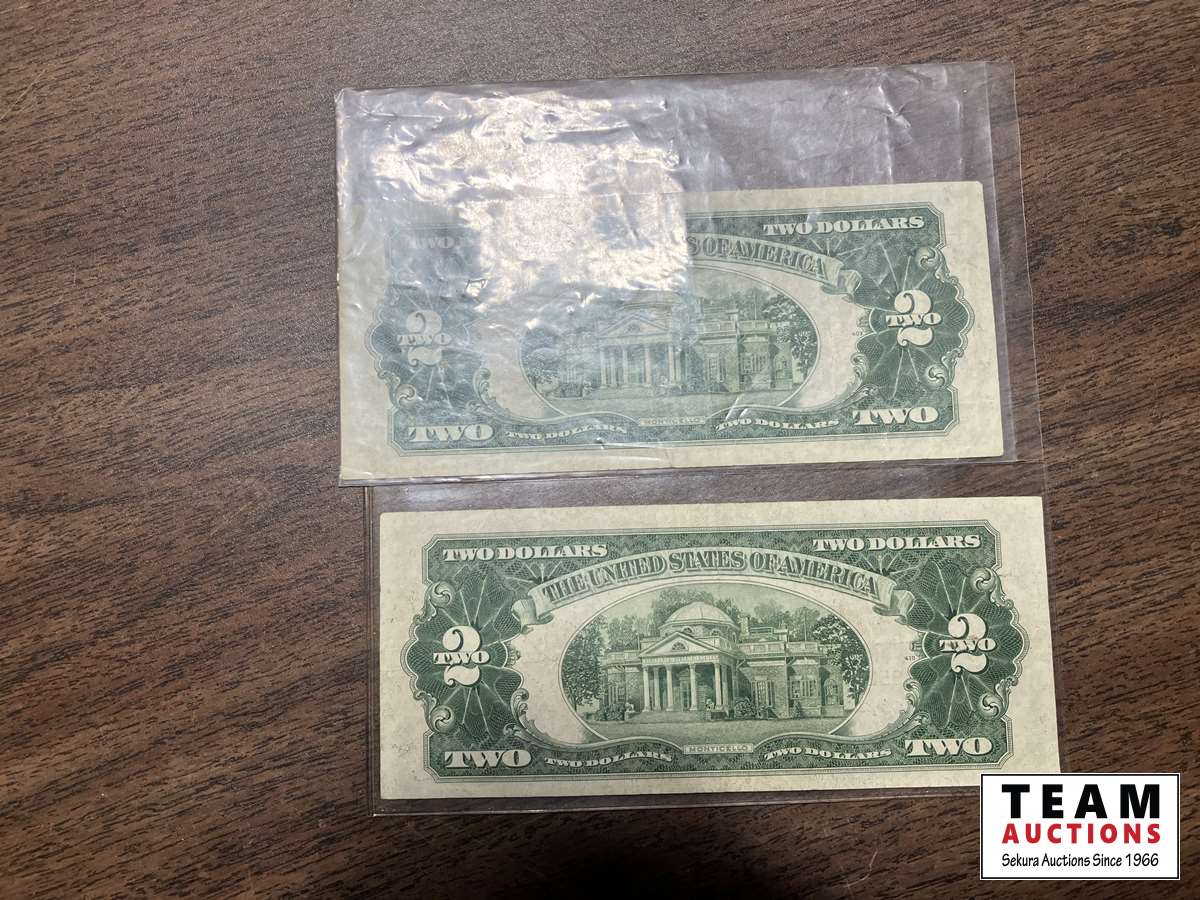 TWO DOLLARS
S OF AMERICA
2
TWO
2
TWO
TWO
TWO DOLLARS
MONTICELLO
TWO DOLLARS
TWO
TWO DOLLARS
TWO DOLLARS
THE UNITED STATES OF AMERICA
2
TWO
2
TWO
TWO
TWO DOLLARS
MONTICELLO
TWO DOLLARS
TWO
TEAM
AUCTIONS
Sekura Auctions Since 1966